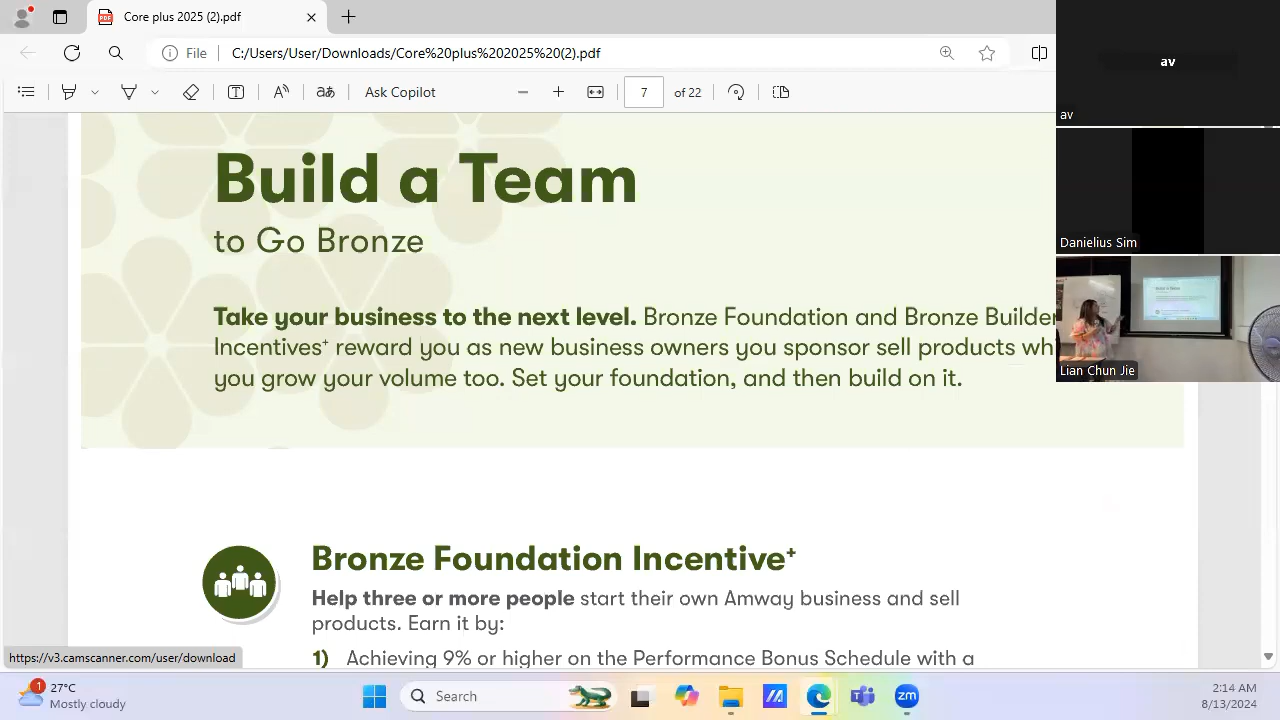 Core plus 2025 (2).pdf
File
C:/Users/User/Downloads/Core%20plus%202025%20(2).pdf
Ask Copilot
7
of 22
av
av
Danielius Sim
Lian Chun Jie
Build a Team
to Go Bronze
Take your business to the next level. Bronze Foundation and Bronze Builder
Incentives+ reward you as new business owners you sponsor sell products wh
you grow your volume too. Set your foundation, and then build on it.
Bronze Foundation Incentive+
Help three or more people start their own Amway business and sell
products. Earn it by:
1) Achieving 9% or higher on the Performance Bonus Schedule with a
https://v3.camscanner.com/user/download
1
27°C
Mostly cloudy
Search
zm
2:14 AM
8/13/2024